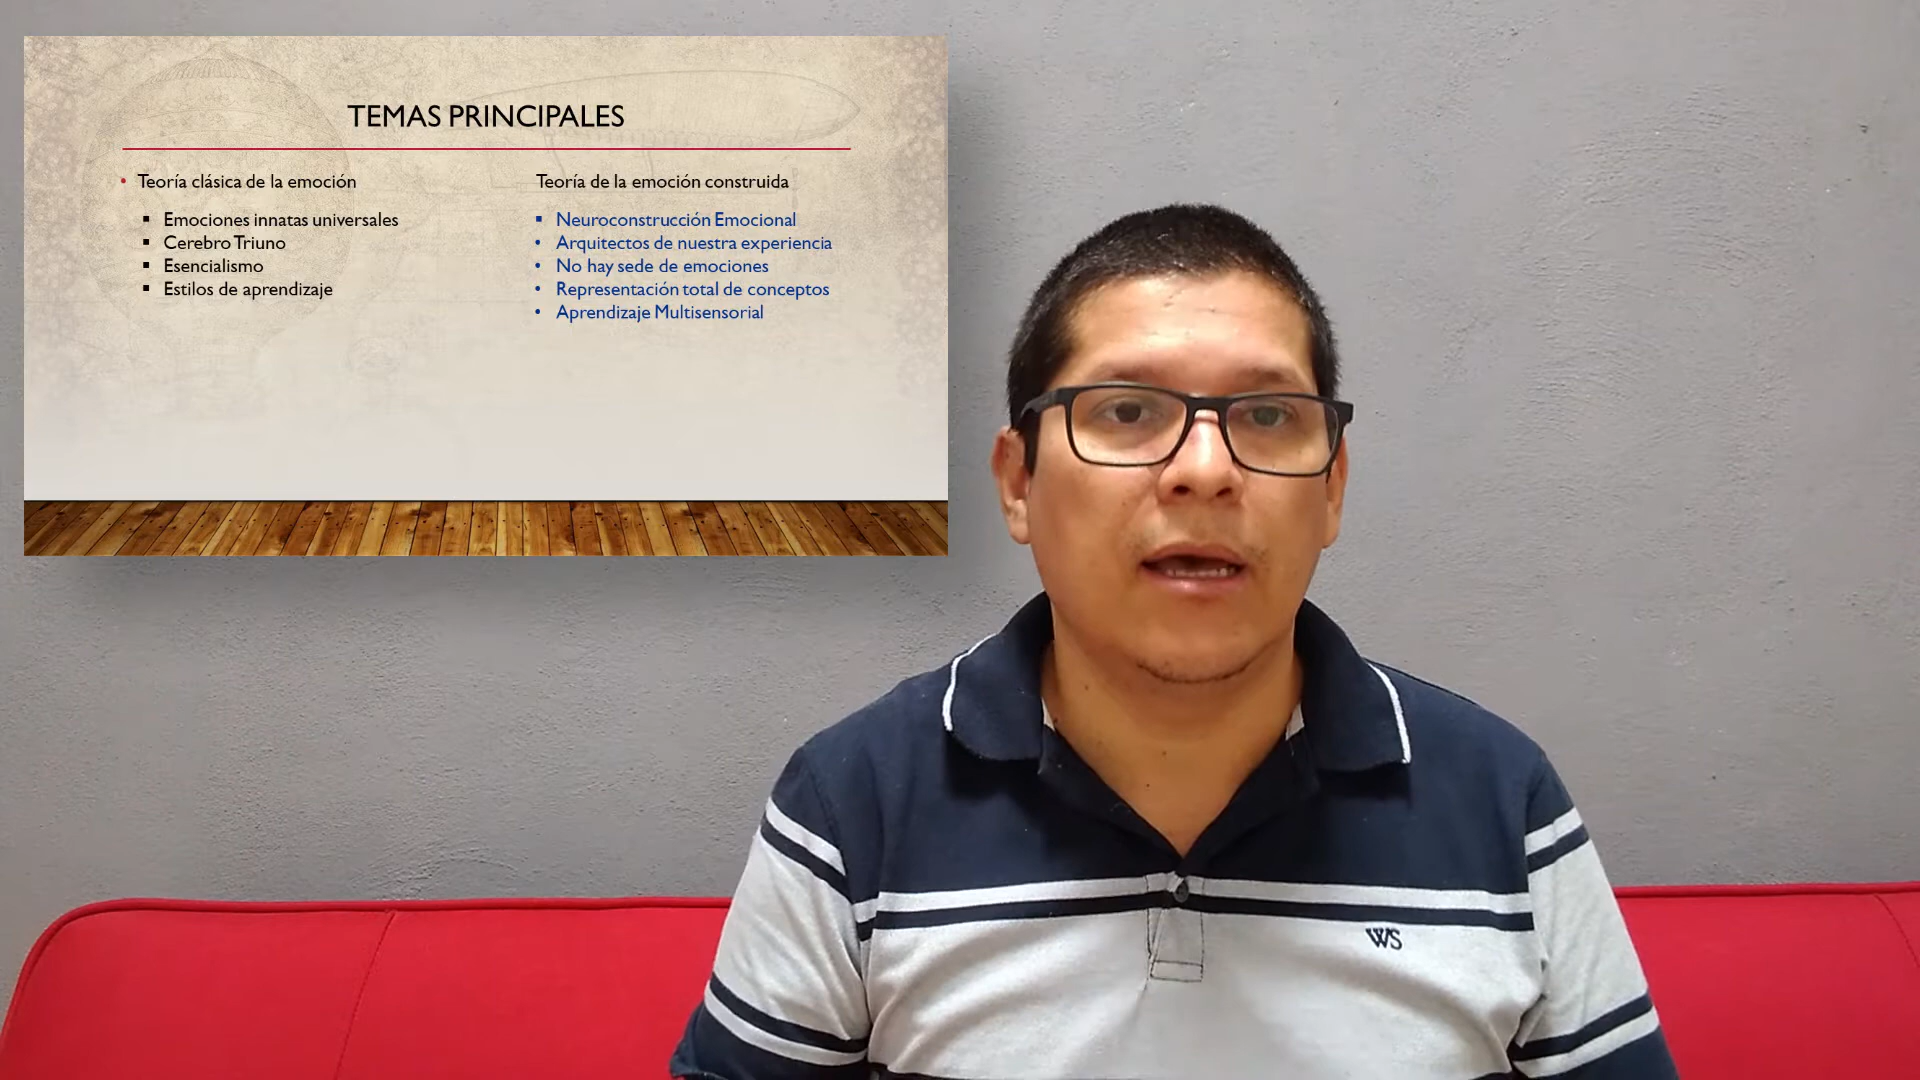 TEMAS PRINCIPALES
• Teoría clásica de la emoción
▪ Emociones innatas universales
▪ Cerebro Triuno
▪ Esencialismo
▪ Estilos de aprendizaje
Teoría de la emoción construida
▪ Neuroconstrucción Emocional
• Arquitectos de nuestra experiencia
• No hay sede de emociones
• Representación total de conceptos
• Aprendizaje Multisensorial
WS